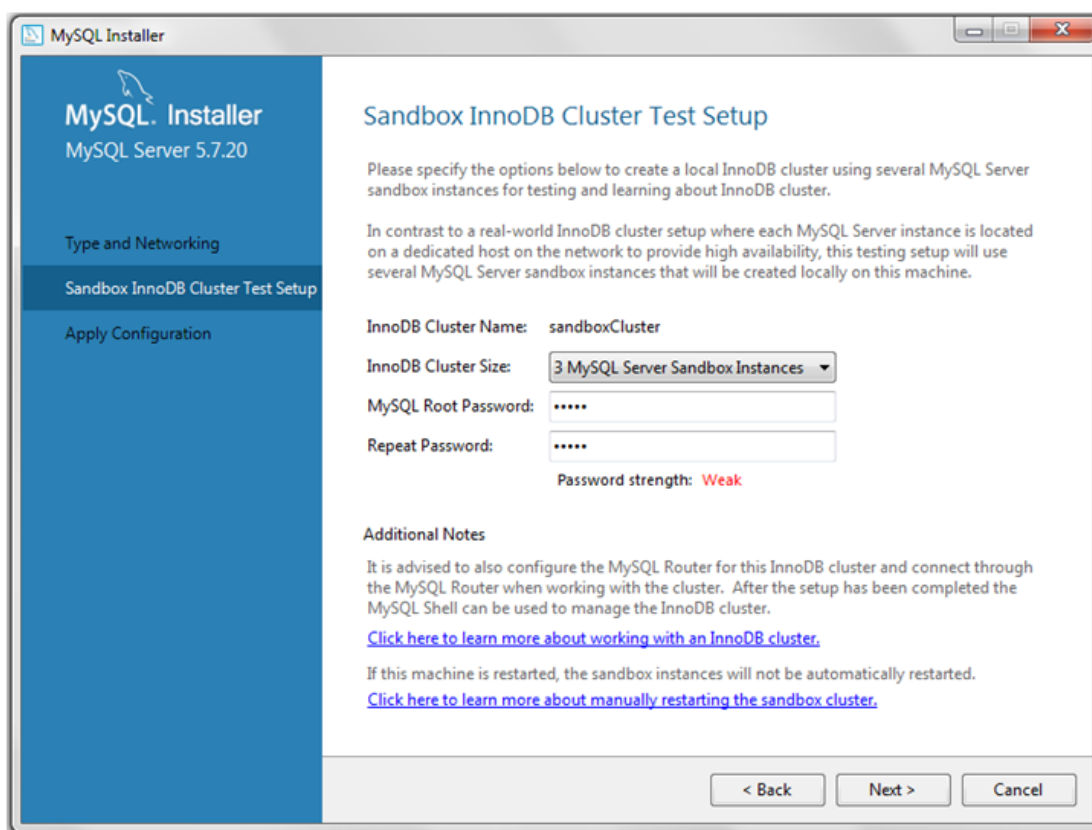 MySQL Installer
MySQL. Installer
MySQL Server 5.7.20
Type and Networking
Sandbox InnoDB Cluster Test Setup
Apply Configuration
Sandbox InnoDB Cluster Test Setup
Please specify the options below to create a local InnoDB cluster using several MySQL Server
sandbox instances for testing and learning about InnoDB cluster.
In contrast to a real-world InnoDB cluster setup where each MySQL Server instance is located
on a dedicated host on the network to provide high availability, this testing setup will use
several MySQL Server sandbox instances that will be created locally on this machine.
InnoDB Cluster Name: sandboxCluster
InnoDB Cluster Size: 3 MySQL Server Sandbox Instances
MySQL Root Password: •••••
Repeat Password: •••••
Password strength: Weak
Additional Notes
It is advised to also configure the MySQL Router for this InnoDB cluster and connect through
the MySQL Router when working with the cluster. After the setup has been completed the
MySQL Shell can be used to manage the InnoDB cluster.
Click here to learn more about working with an InnoDB cluster.
If this machine is restarted, the sandbox instances will not be automatically restarted.
Click here to learn more about manually restarting the sandbox cluster.
< Back Next > Cancel